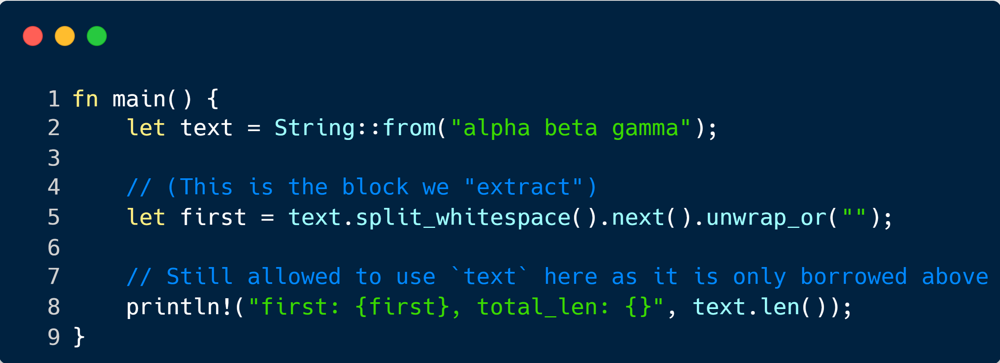 1 fn main() {
2     let text = String::from("alpha beta gamma");
3
4     // (This is the block we "extract")
5     let first = text.split_whitespace().next().unwrap_or("");
6
7     // Still allowed to use `text` here as it is only borrowed above
8     println!("first: {first}, total_len: {}", text.len());
9 }